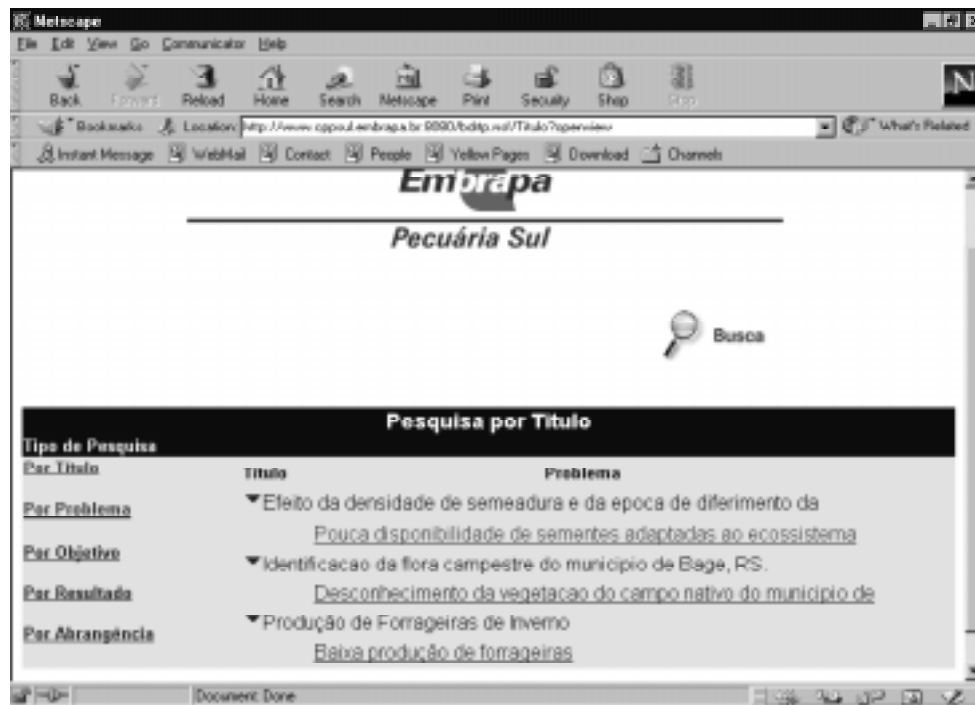 Netscape
File Edit View Go Communicator Help
Back Forward Reload Home Search Netscape Print Security Shop Stop
Bookmarks Location: What's Related
Instant Message WebMail Contact People Yellow Pages Download Channels
Embrapa
Pecuária Sul
Busca
Pesquisa por Titulo
Tipo de Pesquisa
Por Título
Titulo Problema
Efeito da densidade de semeadura e da epoca de diferimento da
Por Problema
Pouca disponibilidade de sementes adaptadas ao ecossistema
Por Objetivo
Identificacao da flora campestre do municipio de Bage, RS.
Por Resultado
Desconhecimento da vegetacao do campo nativo do municipio de
Produção de Forrageiras de Inverno
Por Abrangência
Baixa produção de forrageiras
Document: Done